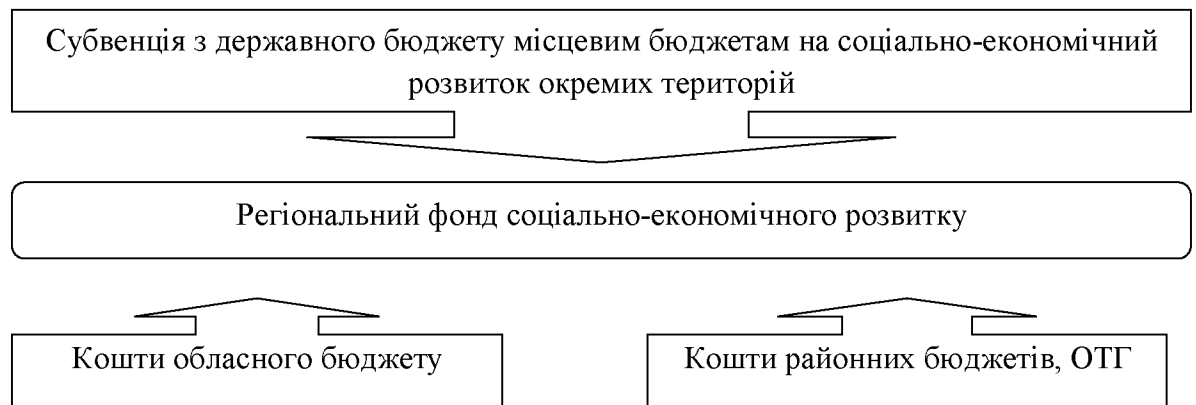 Субвенція з державного бюджету місцевим бюджетам на соціально-економічний
розвиток окремих територій
Регіональний фонд соціально-економічного розвитку
Кошти обласного бюджету
Кошти районних бюджетів, ОТГ